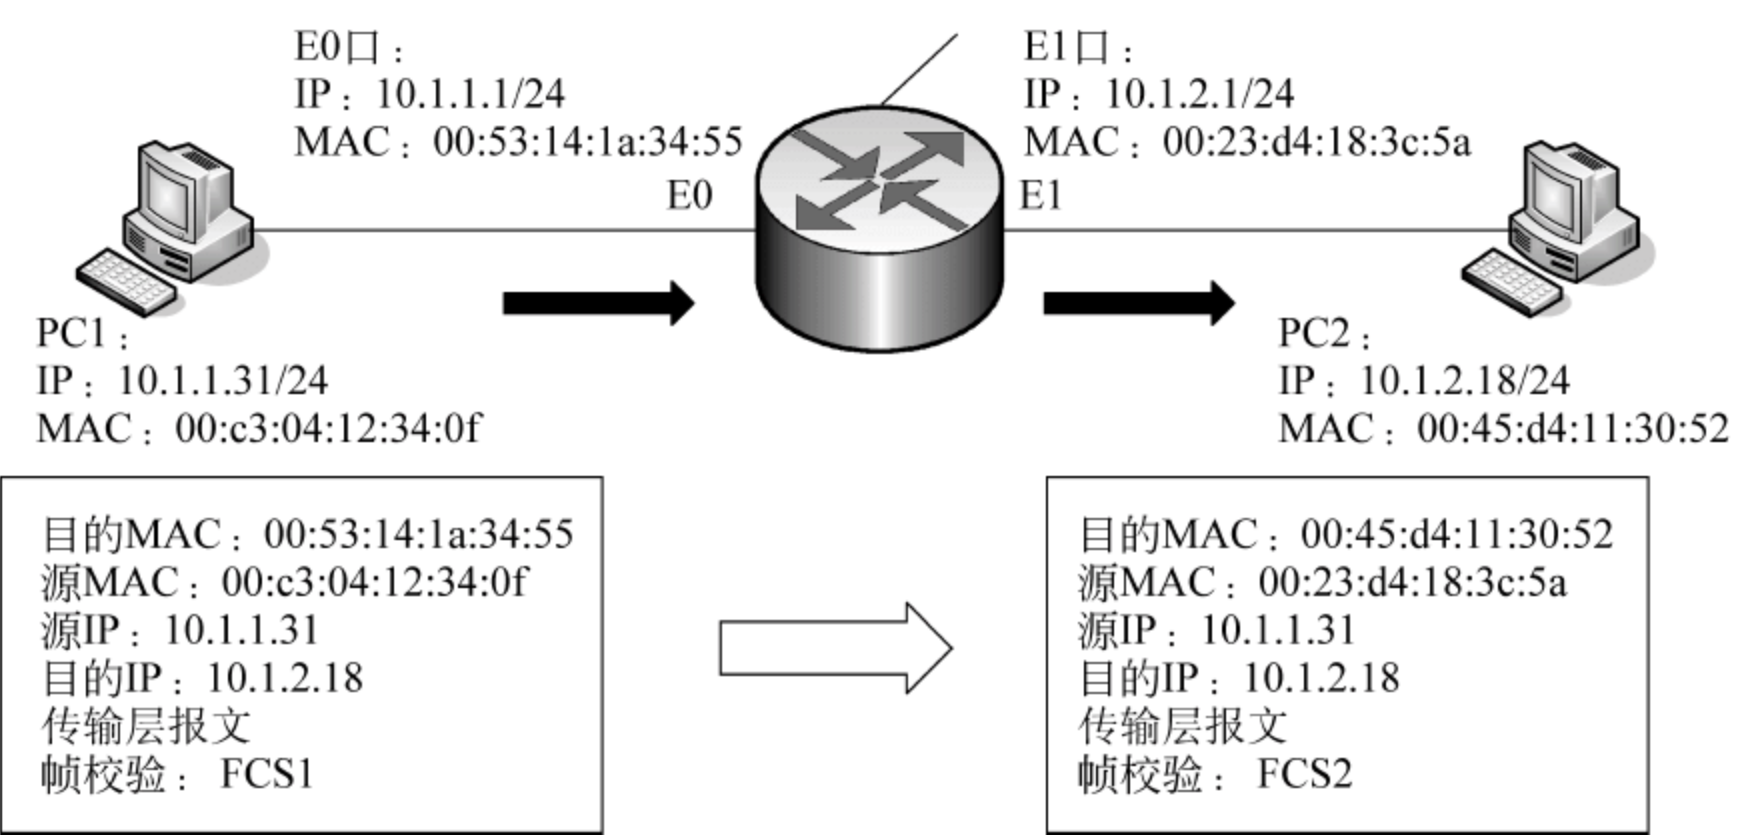 E0口：
IP：10.1.1.1/24
MAC：00:53:14:1a:34:55
E0
E1口：
IP：10.1.2.1/24
MAC：00:23:d4:18:3c:5a
E1
PC1：
IP：10.1.1.31/24
MAC：00:c3:04:12:34:0f
PC2：
IP：10.1.2.18/24
MAC：00:45:d4:11:30:52
目的MAC：00:53:14:1a:34:55
源MAC：00:c3:04:12:34:0f
源IP：10.1.1.31
目的IP：10.1.2.18
传输层报文
帧校验：FCS1
目的MAC：00:45:d4:11:30:52
源MAC：00:23:d4:18:3c:5a
源IP：10.1.1.31
目的IP：10.1.2.18
传输层报文
帧校验：FCS2